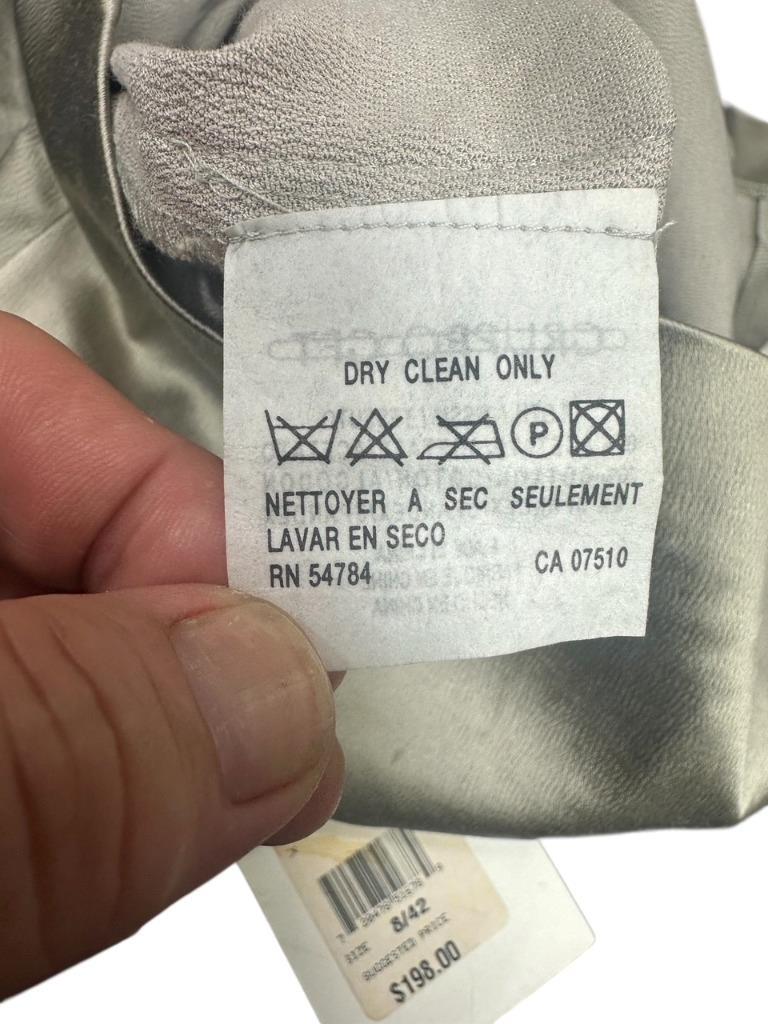 DRY CLEAN ONLY
P
NETTOYER A SEC SEULEMENT
LAVAR EN SECO
RN 54784 CA 07510
SIZE 8/42
SUGGESTED PRICE
$198.00